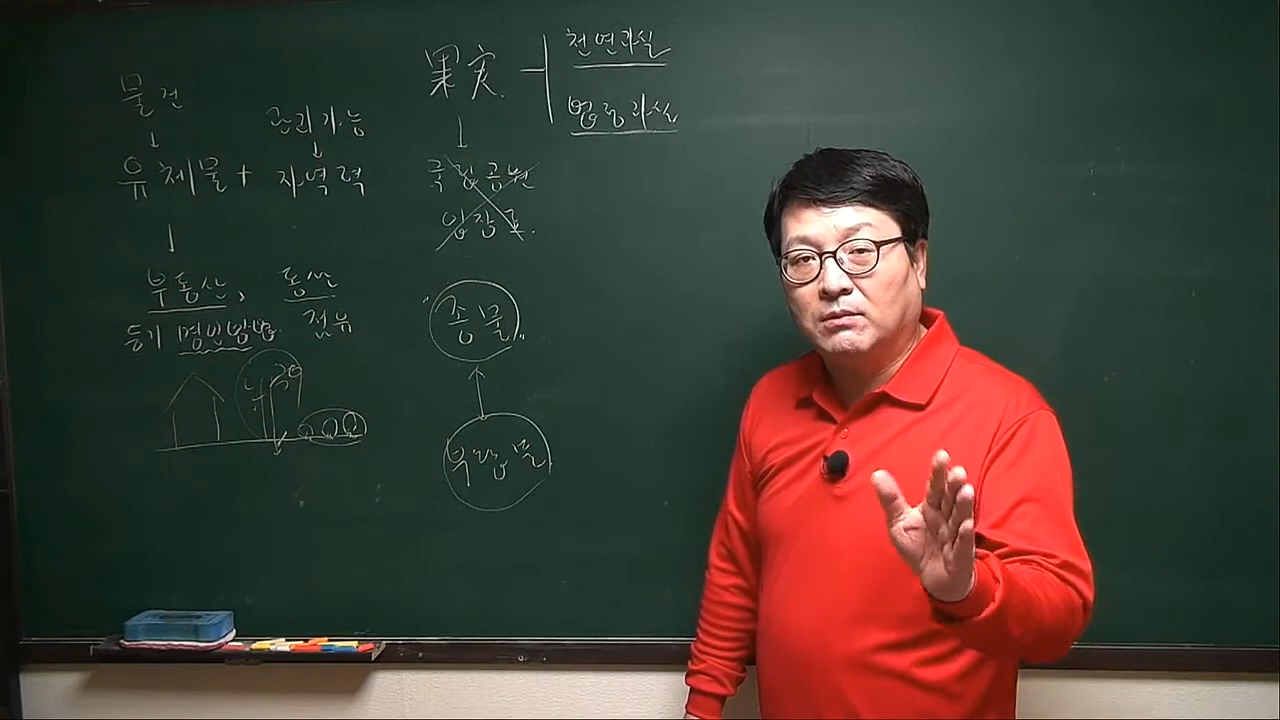 물건
↓
유체물 + 자연력
관리가능
↓
↓
부동산, 동산
등기 명인방법 점유
果実
천연과실
법정과실
↓
국립공원
입장료.
"종물"
↑
부합물